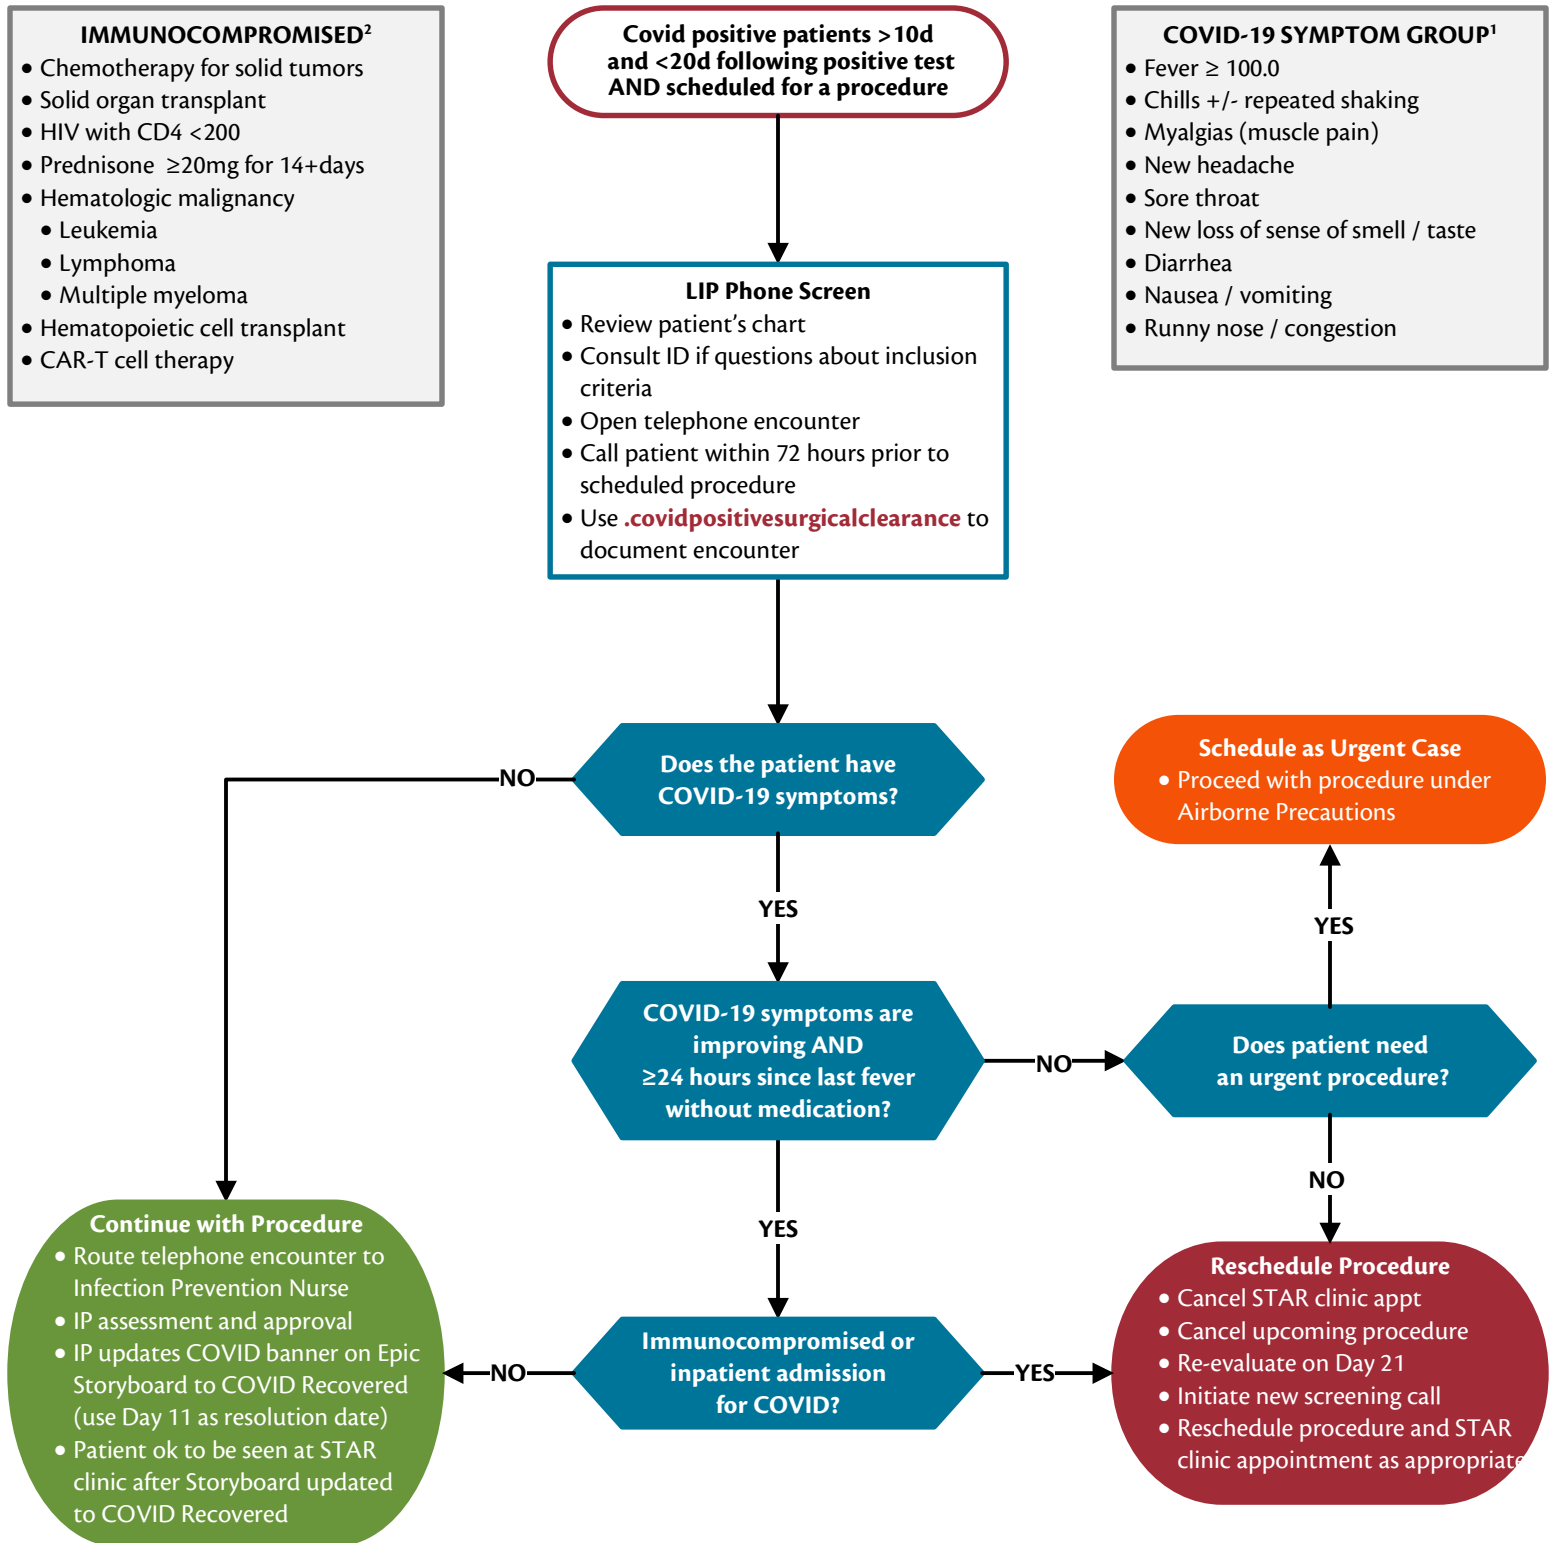 IMMUNOCOMPROMISED²
• Chemotherapy for solid tumors
• Solid organ transplant
• HIV with CD4 <200
• Prednisone ≥20mg for 14+days
• Hematologic malignancy
• Leukemia
• Lymphoma
• Multiple myeloma
• Hematopoietic cell transplant
• CAR-T cell therapy
Covid positive patients >10d
and <20d following positive test
AND scheduled for a procedure
COVID-19 SYMPTOM GROUP¹
• Fever ≥ 100.0
• Chills +/- repeated shaking
• Myalgias (muscle pain)
• New headache
• Sore throat
• New loss of sense of smell / taste
• Diarrhea
• Nausea / vomiting
• Runny nose / congestion
LIP Phone Screen
• Review patient’s chart
• Consult ID if questions about inclusion
criteria
• Open telephone encounter
• Call patient within 72 hours prior to
scheduled procedure
• Use .covidpositivesurgicalclearance to
document encounter
Does the patient have
COVID-19 symptoms?
NO
YES
Schedule as Urgent Case
• Proceed with procedure under
Airborne Precautions
YES
COVID-19 symptoms are
improving AND
≥24 hours since last fever
without medication?
NO
Does patient need
an urgent procedure?
YES
NO
Continue with Procedure
• Route telephone encounter to
Infection Prevention Nurse
• IP assessment and approval
• IP updates COVID banner on Epic
Storyboard to COVID Recovered
(use Day 11 as resolution date)
• Patient ok to be seen at STAR
clinic after Storyboard updated
to COVID Recovered
NO
Immunocompromised or
inpatient admission
for COVID?
YES
Reschedule Procedure
• Cancel STAR clinic appt
• Cancel upcoming procedure
• Re-evaluate on Day 21
• Initiate new screening call
• Reschedule procedure and STAR
clinic appointment as appropriate